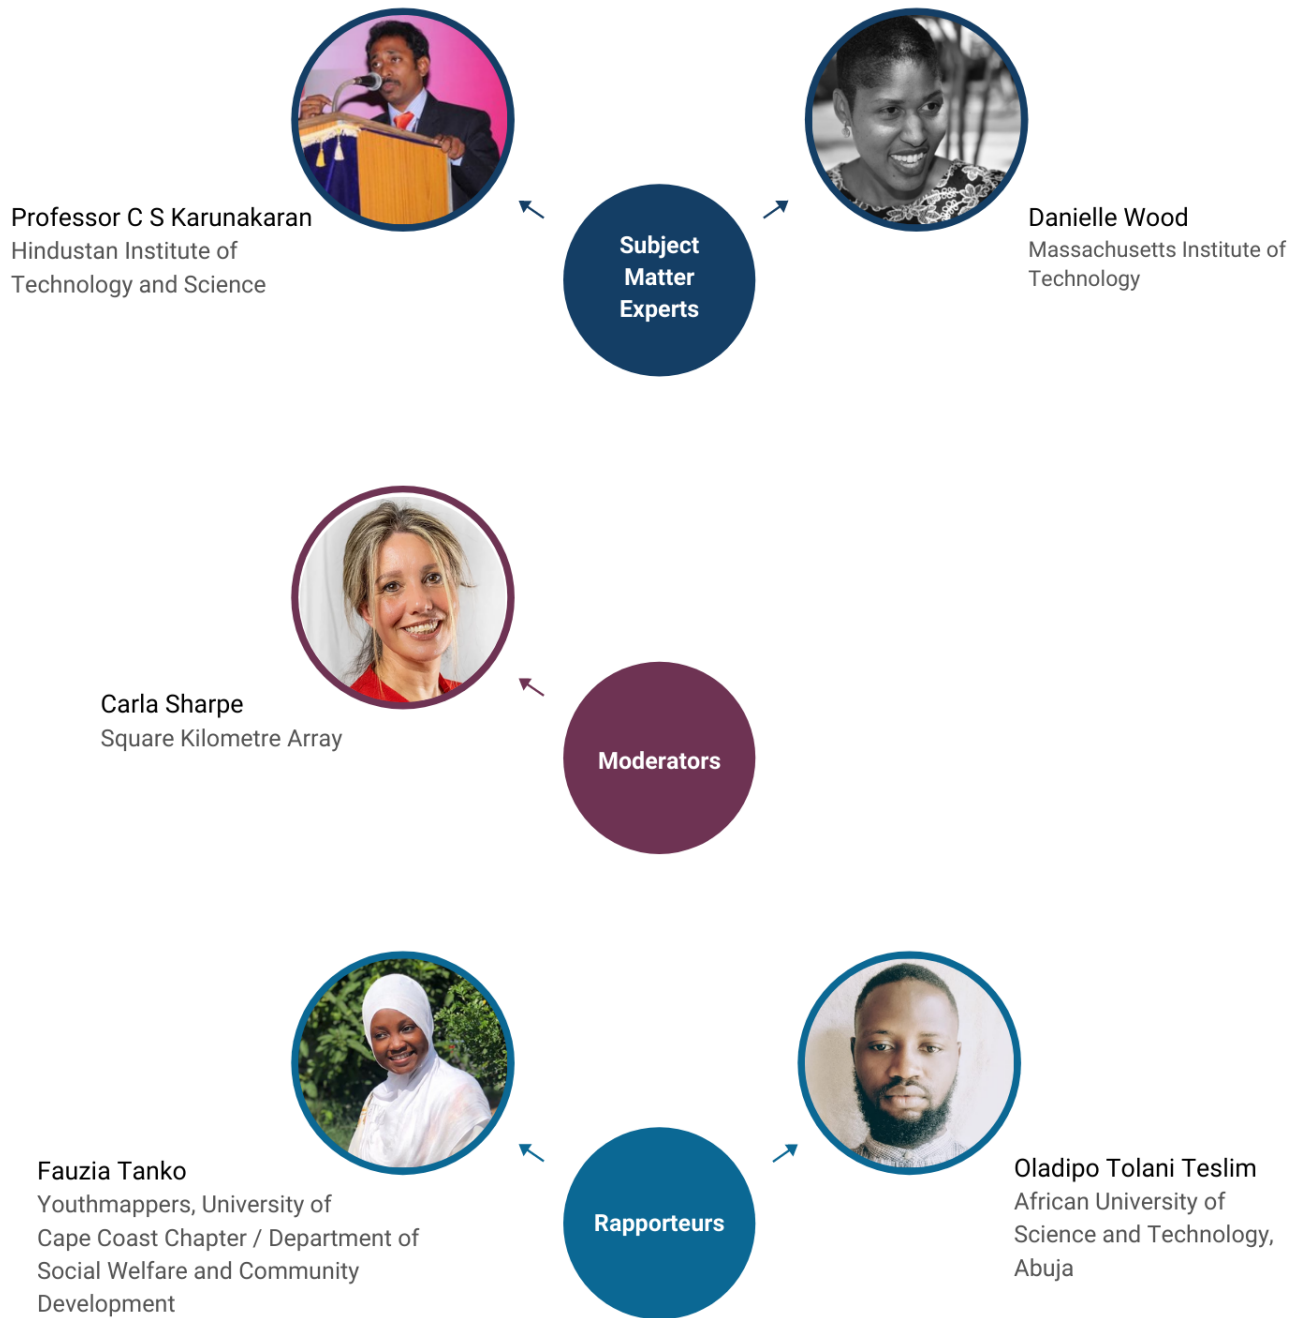 Professor C S Karunakaran
Hindustan Institute of
Technology and Science
Subject
Matter
Experts
Danielle Wood
Massachusetts Institute of
Technology
Carla Sharpe
Square Kilometre Array
Moderators
Fauzia Tanko
Youthmappers, University of
Cape Coast Chapter / Department of
Social Welfare and Community
Development
Rapporteurs
Oladipo Tolani Teslim
African University of
Science and Technology,
Abuja